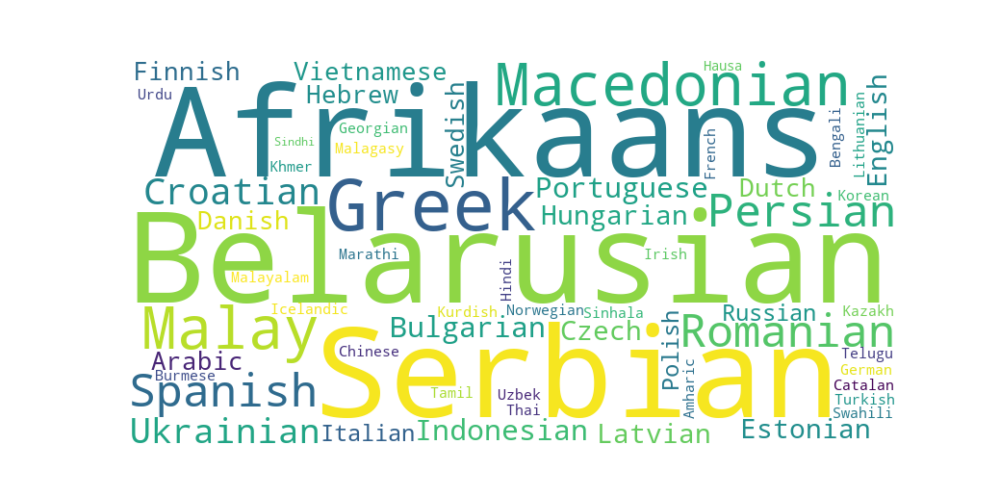 Finnish
Vietnamese
Macedonian
Hausa
Urdu
Hebrew
Afrikaans
Swedish
English
Lithuanian
Bengali
Georgian
Sindhi
Malagasy
French
Khmer
Croatian
Greek
Portuguese
Dutch
Korean
Danish
Hungarian
Persian
Belarusian
Marathi
Irish
Malayalam
Hindi
Icelandic
Kurdish
Norwegian
Sinhala
Russian
Kazakh
Malay
Bulgarian
Czech
Polish
Romanian
Serbian
Chinese
Telugu
Arabic
Burmese
Amharic
German
Spanish
Tamil
Uzbek
Catalan
Thai
Turkish
Swahili
Ukrainian
Italian
Indonesian
Latvian
Estonian